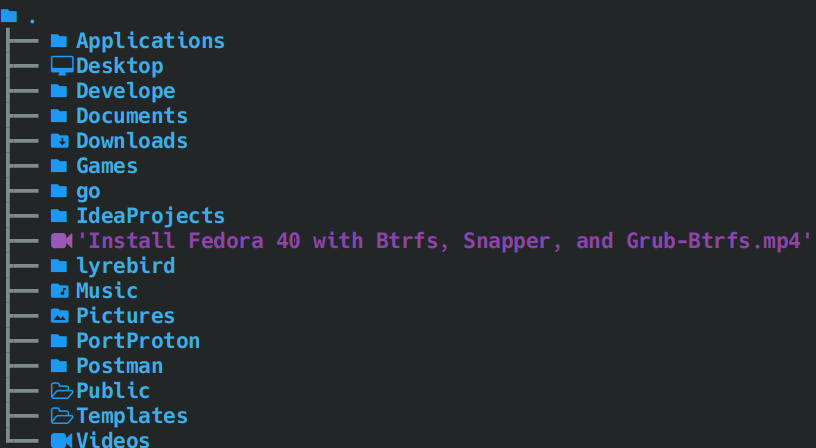 .
Applications
Desktop
Develope
Documents
Downloads
Games
go
IdeaProjects
'Install Fedora 40 with Btrfs, Snapper, and Grub-Btrfs.mp4'
lyrebird
Music
Pictures
PortProton
Postman
Public
Templates
Videos